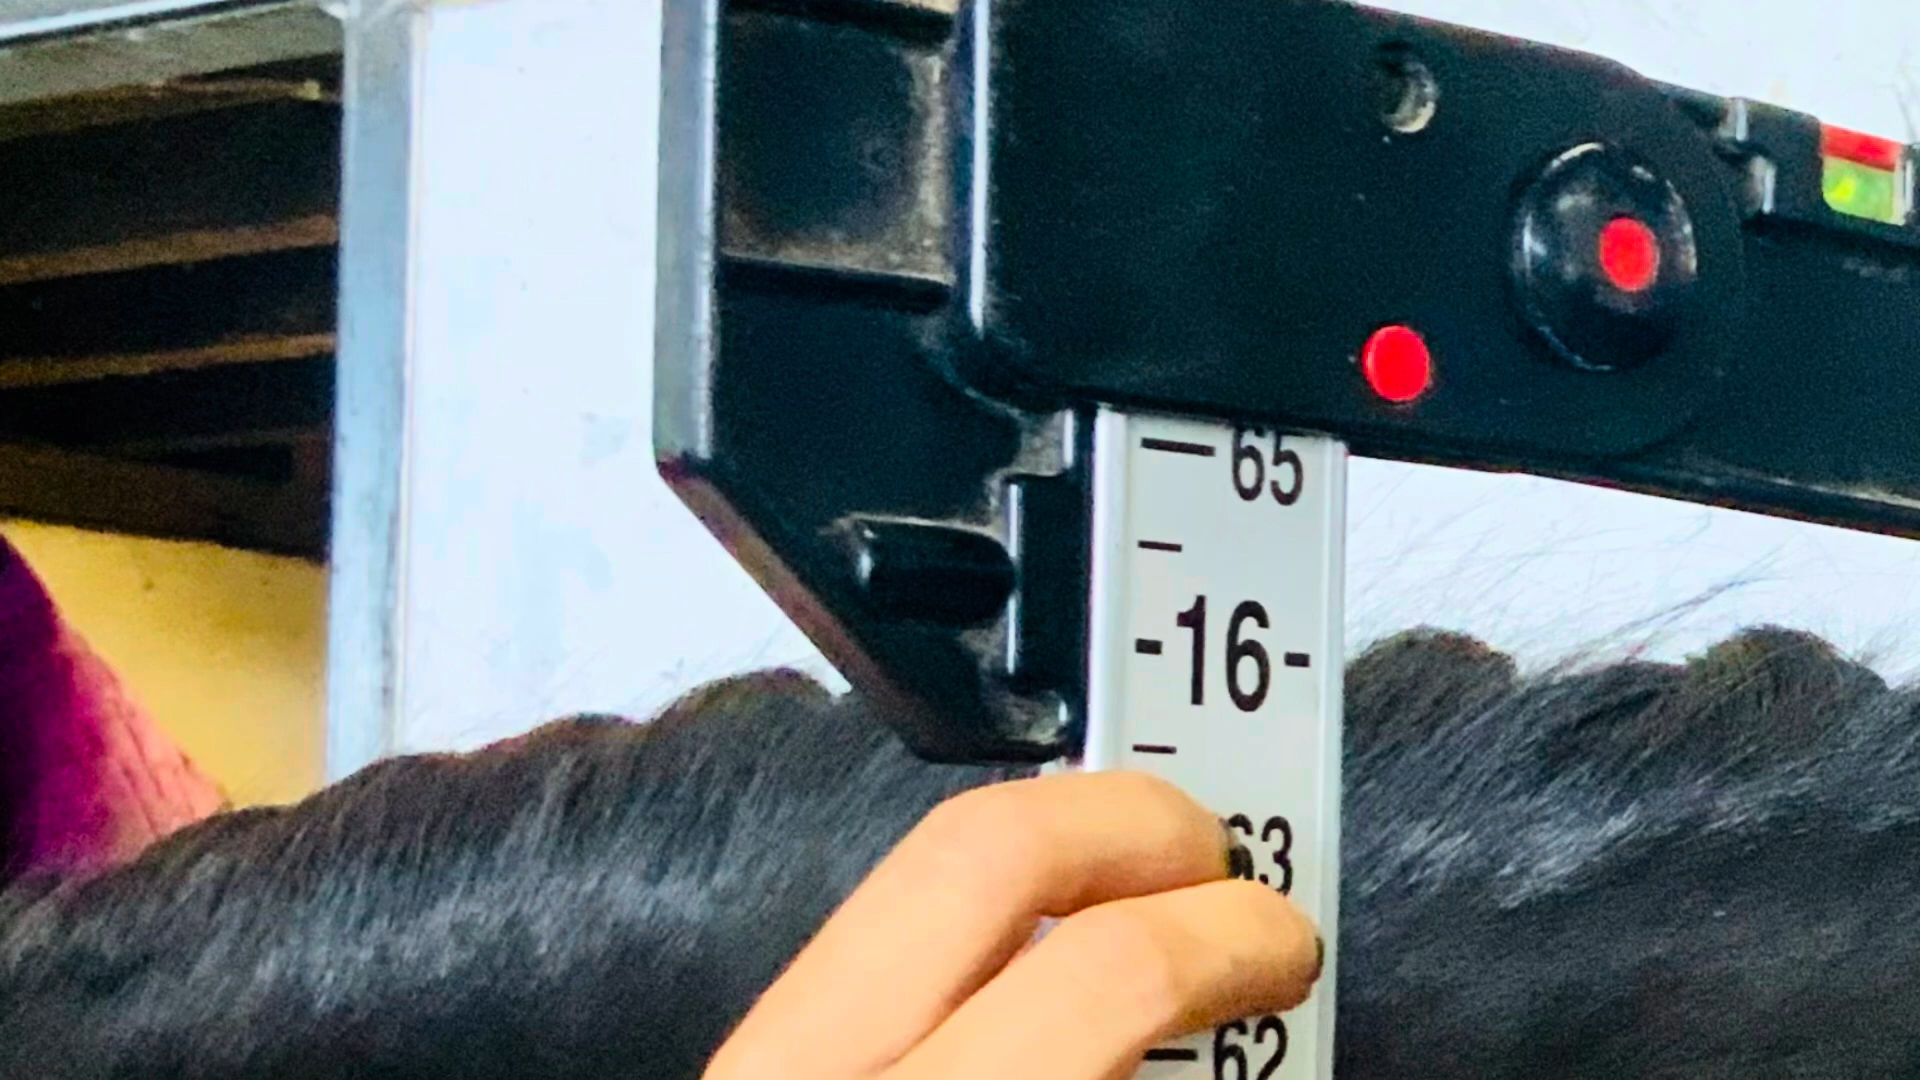 — 65
-16-
63
— 62